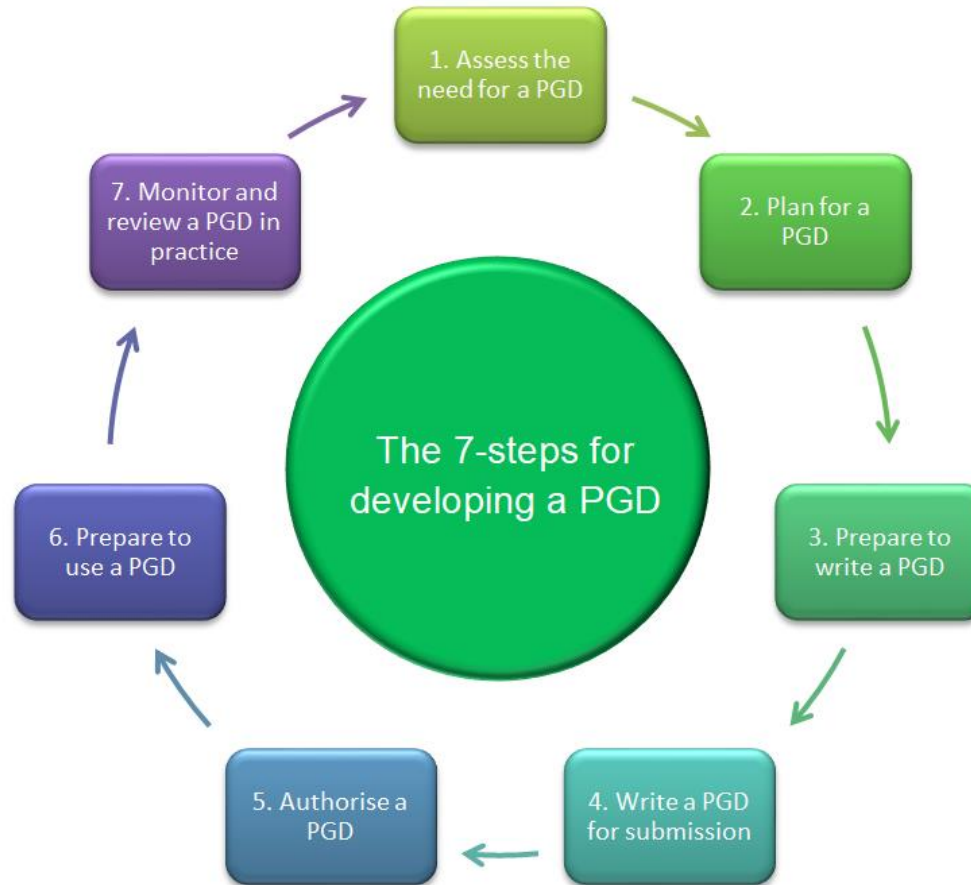 1. Assess the
need for a PGD
2. Plan for a
PGD
3. Prepare to
write a PGD
4. Write a PGD
for submission
5. Authorise a
PGD
6. Prepare to
use a PGD
7. Monitor and
review a PGD in
practice
The 7-steps for
developing a PGD